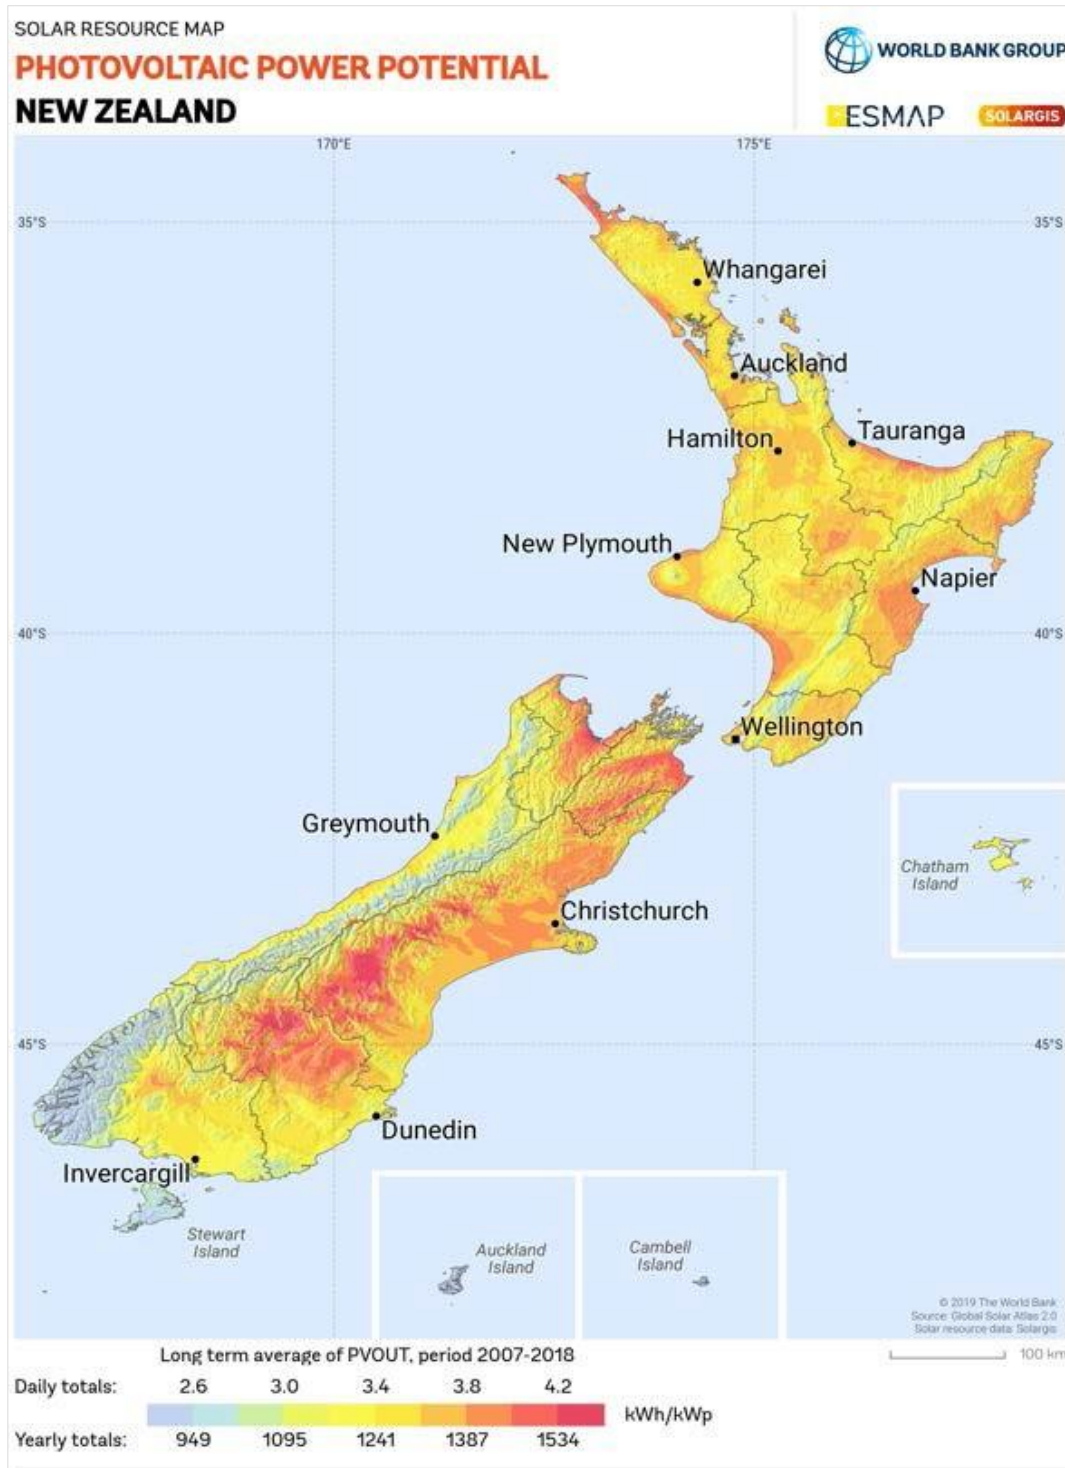 SOLAR RESOURCE MAP
PHOTOVOLTAIC POWER POTENTIAL
NEW ZEALAND
WORLD BANK GROUP
ESMAP
SOLARGIS
170°E 175°E
35°S 35°S
Whangarei
Auckland
Hamilton
Tauranga
New Plymouth
Napier
40°S 40°S
Wellington
Greymouth
Chatham
Island
Christchurch
45°S 45°S
Dunedin
Invercargill
Stewart
Island
Auckland
Island
Cambell
Island
© 2019 The World Bank
Source: Global Solar Atlas 2.0
Solar resource data: Solargis
Long term average of PVOUT, period 2007-2018
100 km
Daily totals: 2.6 3.0 3.4 3.8 4.2
kWh/kWp
Yearly totals: 949 1095 1241 1387 1534